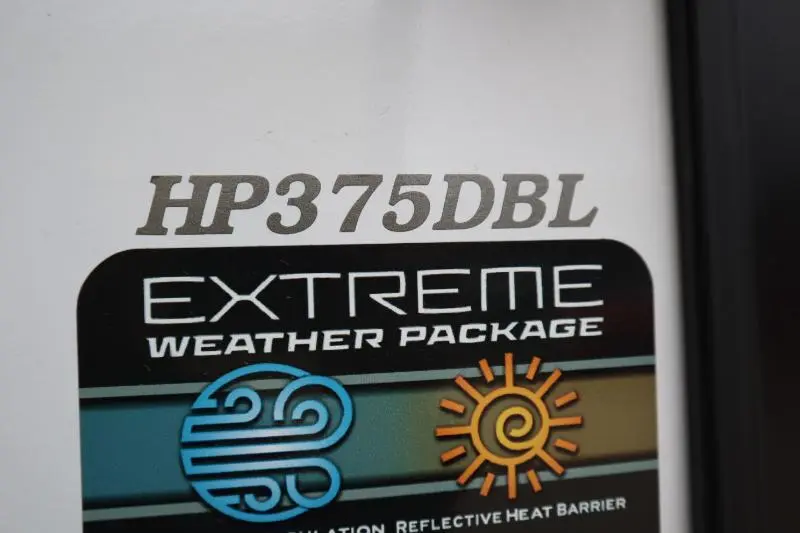 HP375DBL
EXTREME
WEATHER PACKAGE
REFLECTIVE HEAT BARRIER